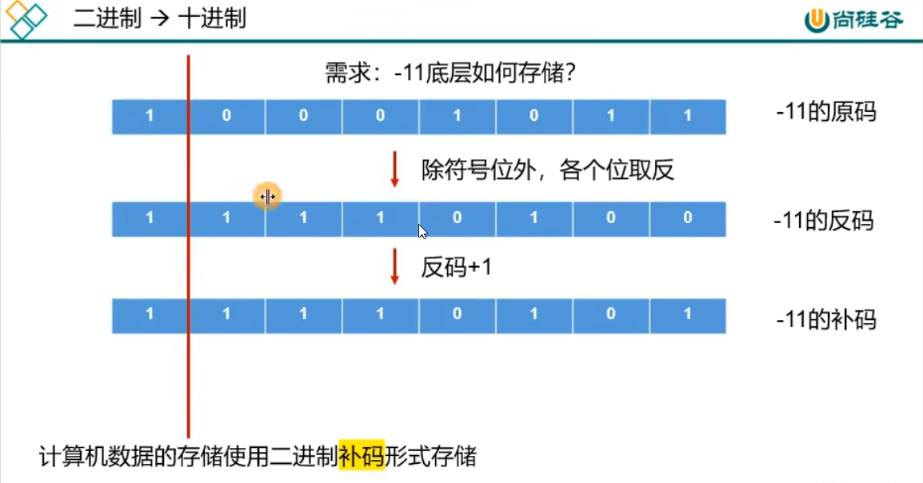 二进制 → 十进制
尚硅谷
需求：-11底层如何存储？
1 0 0 0 1 0 1 1
-11的原码
除符号位外，各个位取反
1 1 1 1 0 1 0 0
-11的反码
反码+1
1 1 1 1 0 1 0 1
-11的补码
计算机数据的存储使用二进制补码形式存储